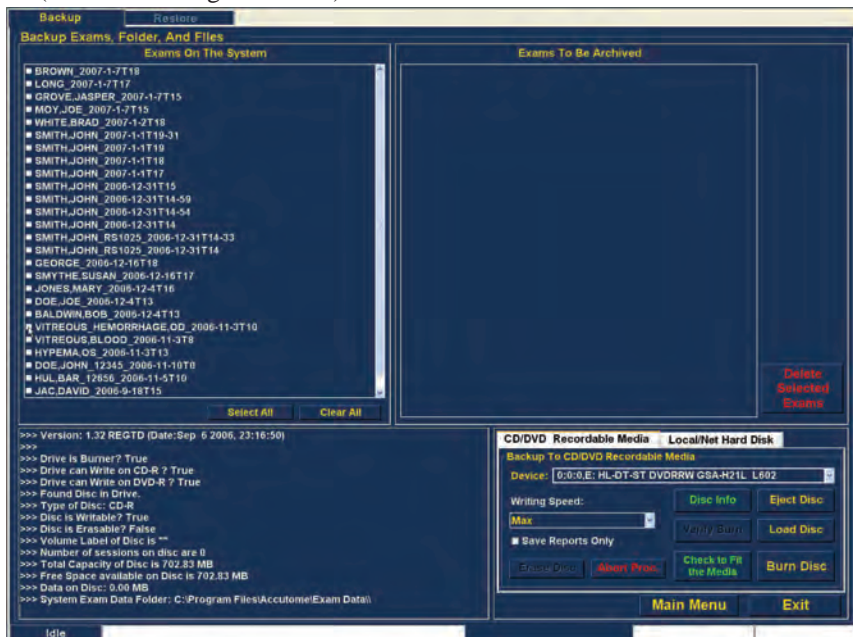 Backup Restore
Backup Exams, Folder, And Files
Exams On The System
BROWN_2007-1-7T18
LONG_2007-1-7T17
GROVE,JASPER_2007-1-7T15
MOY,JOE_2007-1-7T15
WHITE,BRAD_2007-1-2T18
SMITH,JOHN_2007-1-1T19-31
SMITH,JOHN_2007-1-1T19
SMITH,JOHN_2007-1-1T18
SMITH,JOHN_2007-1-1T17
SMITH,JOHN_2006-12-31T15
SMITH,JOHN_2006-12-31T14-59
SMITH,JOHN_2006-12-31T14-54
SMITH,JOHN_2006-12-31T14
SMITH,JOHN_RS1025_2006-12-31T14-33
SMITH,JOHN_RS1025_2006-12-31T14
GEORGE_2006-12-16T18
SMYTHE,SUSAN_2006-12-16T17
JONES,MARY_2006-12-4T16
DOE,JOE_2006-12-4T13
BALDWIN,BOB_2006-12-4T13
VITREOUS_HEMORRHAGE,OD_2006-11-3T10
VITREOUS,BLOOD_2006-11-3T8
HYPEMA,OS_2006-11-3T13
DOE,JOHN_12345_2006-11-10T0
HUL,BAR_12656_2006-11-5T10
JAC,DAVID_2006-9-18T15
Select All Clear All
Exams To Be Archived
Delete
Selected
Exams
>>> Version: 1.32 REGTD (Date:Sep 6 2006, 23:16:50)
>>>
>>> Drive is Burner? True
>>> Drive can Write on CD-R ? True
>>> Drive can Write on DVD-R ? True
>>> Found Disc in Drive.
>>> Type of Disc: CD-R
>>> Disc is Writable? True
>>> Disc is Erasable? False
>>> Volume Label of Disc is ""
>>> Number of sessions on disc are 0
>>> Total Capacity of Disc is 702.83 MB
>>> Free Space available on Disc is 702.83 MB
>>> Data on Disc: 0.00 MB
>>> System Exam Data Folder: C:\Program Files\Accutome\Exam Data\\
CD/DVD Recordable Media Local/Net Hard Disk
Backup To CD/DVD Recordable Media
Device: 0;0:0,E: HL-DT-ST DVDRRW GSA-H21L L602
Writing Speed: Disc Info Eject Disc
Max Verify Burn Load Disc
Save Reports Only
Erase Disc Abort Proc. Check to Fit
the Media Burn Disc
Main Menu Exit
Idle